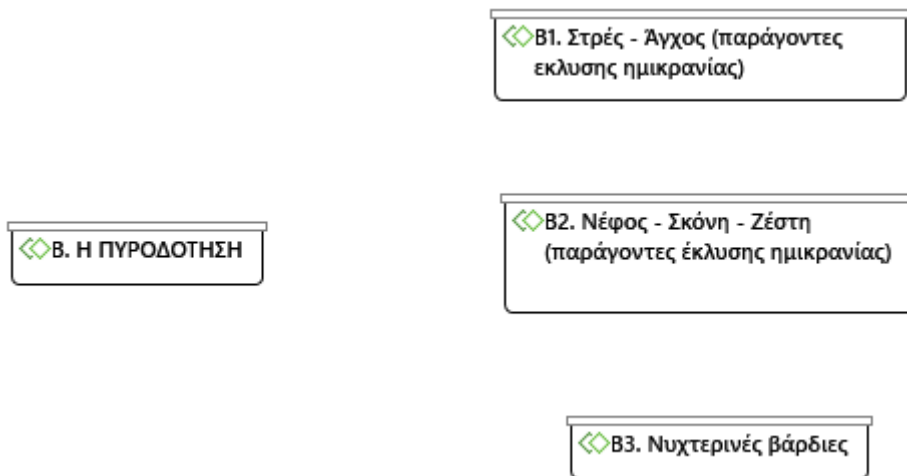 Β1. Στρές - Άγχος (παράγοντες
εκλυσης ημικρανίας)
Β2. Νέφος - Σκόνη - Ζέστη
(παράγοντες έκλυσης ημικρανίας)
Β. Η ΠΥΡΟΔΟΤΗΣΗ
Β3. Νυχτερινές βάρδιες